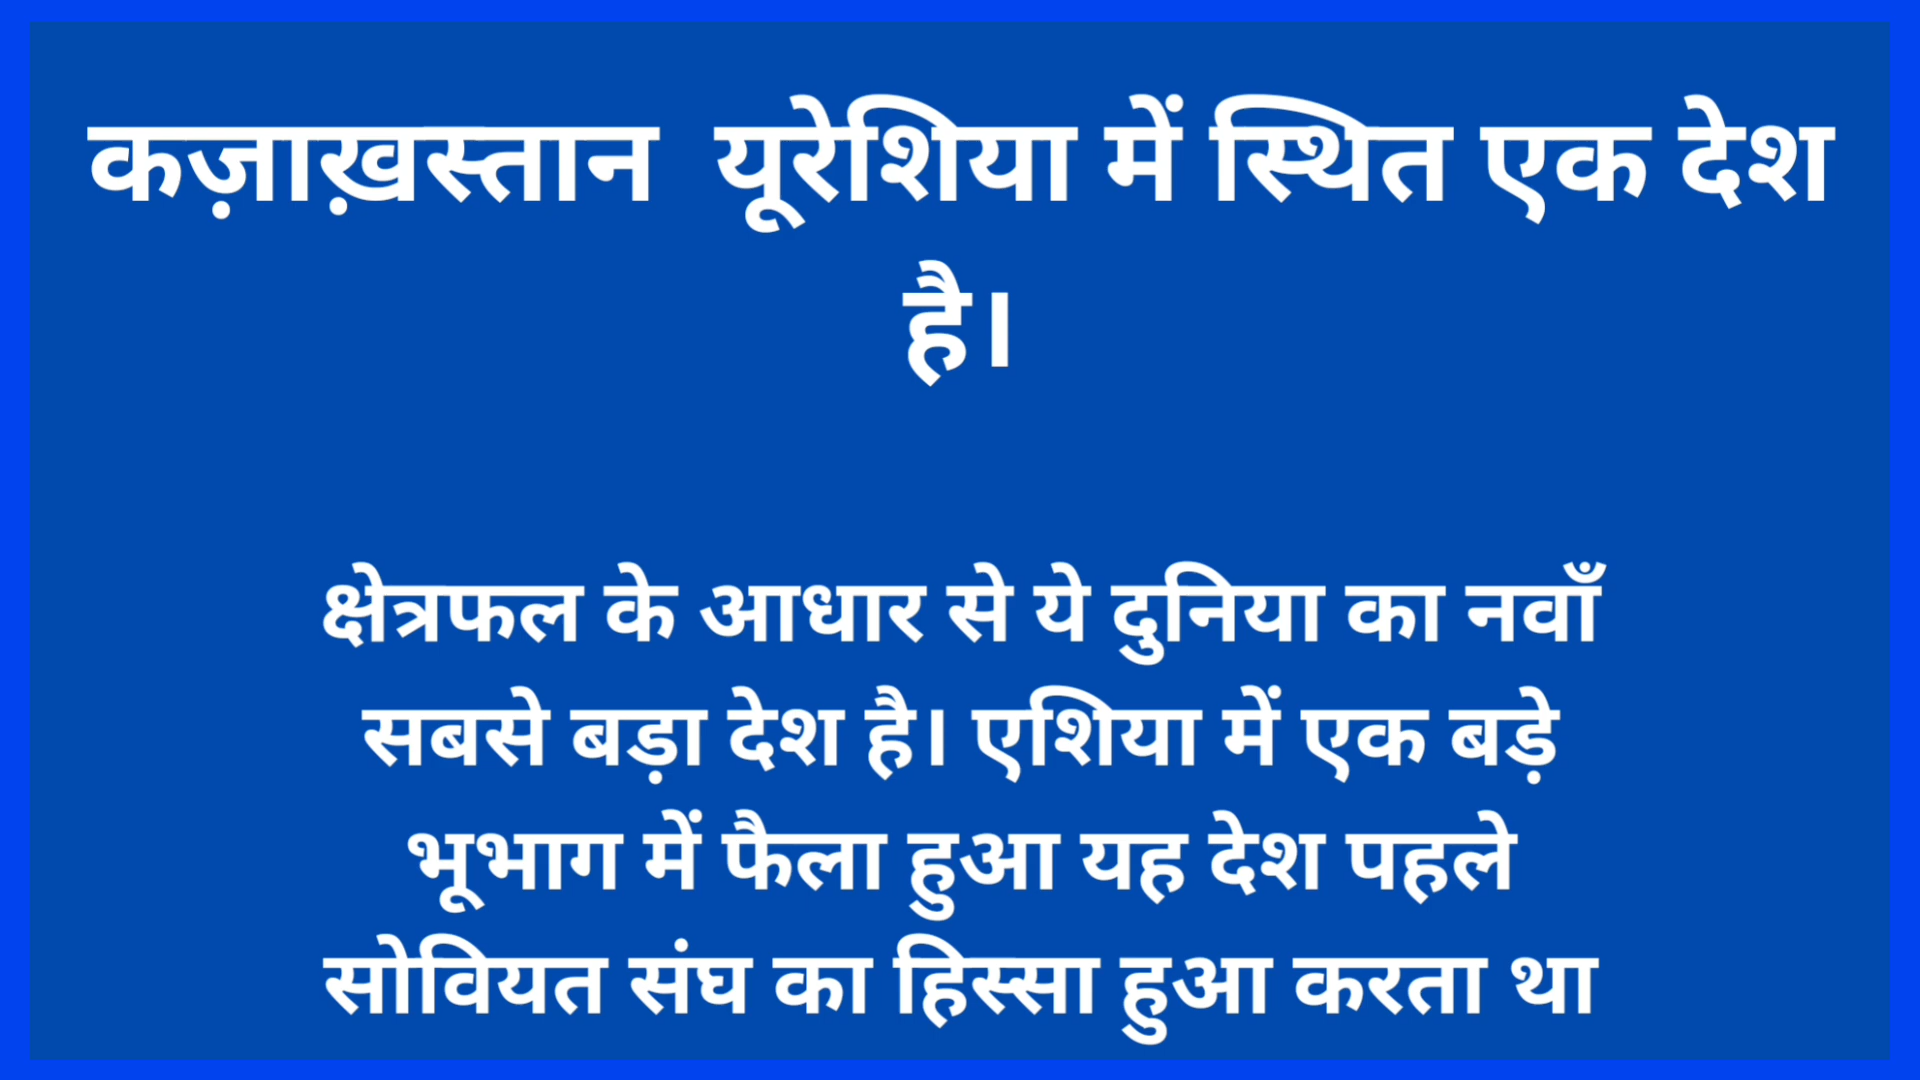 कज़ाख़स्तान  यूरेशिया में स्थित एक देश
है।
क्षेत्रफल के आधार से ये दुनिया का नवाँ
सबसे बड़ा देश है। एशिया में एक बड़े
भूभाग में फैला हुआ यह देश पहले
सोवियत संघ का हिस्सा हुआ करता था